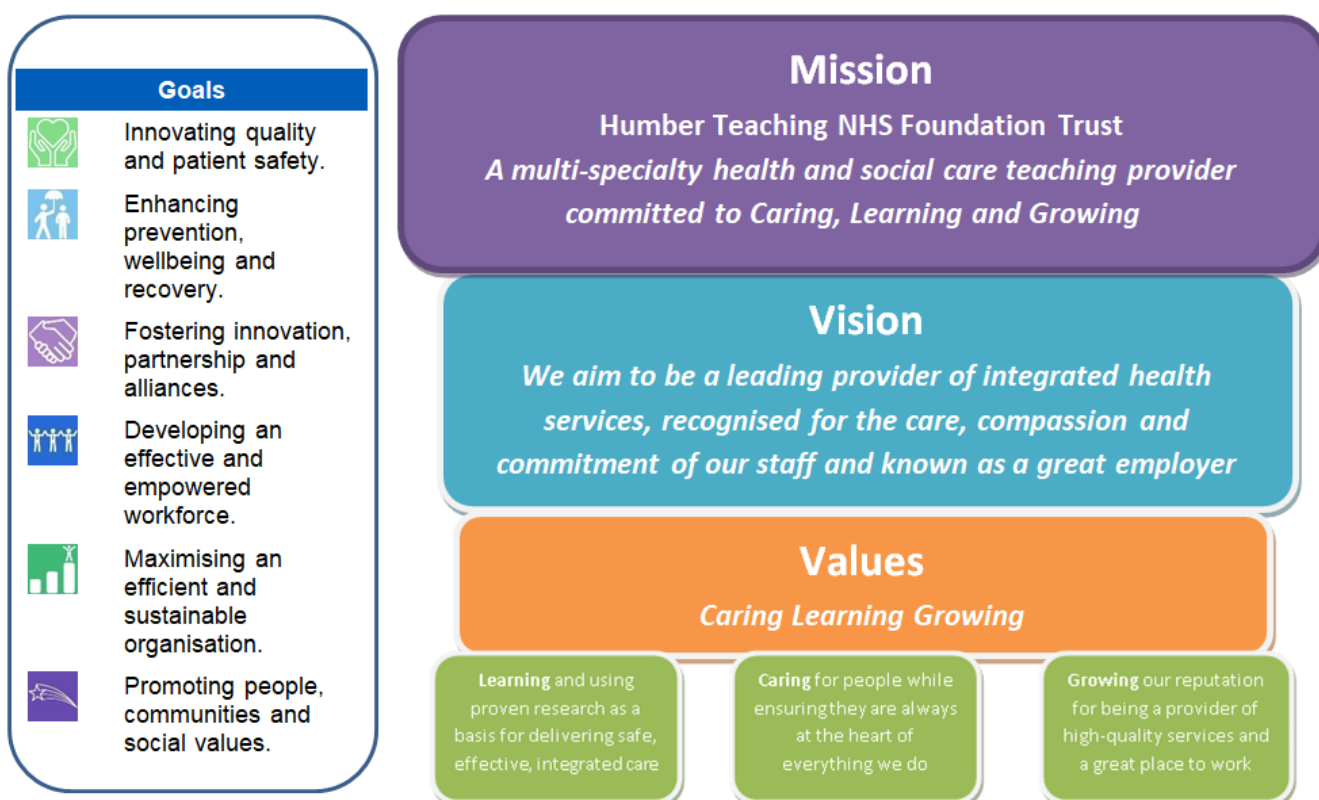 Goals
Innovating quality
and patient safety.
Enhancing
prevention,
wellbeing and
recovery.
Fostering innovation,
partnership and
alliances.
Developing an
effective and
empowered
workforce.
Maximising an
efficient and
sustainable
organisation.
Promoting people,
communities and
social values.
Mission
Humber Teaching NHS Foundation Trust
A multi-specialty health and social care teaching provider
committed to Caring, Learning and Growing
Vision
We aim to be a leading provider of integrated health
services, recognised for the care, compassion and
commitment of our staff and known as a great employer
Values
Caring Learning Growing
Learning and using
proven research as a
basis for delivering safe,
effective, integrated care
Caring for people while
ensuring they are always
at the heart of
everything we do
Growing our reputation
for being a provider of
high-quality services and
a great place to work